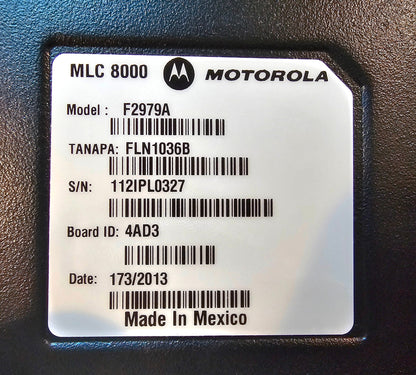 MLC 8000 MOTOROLA
Model : F2979A
TANAPA: FLN1036B
S/N: 112IPL0327
Board ID: 4AD3
Date: 173/2013
Made In Mexico